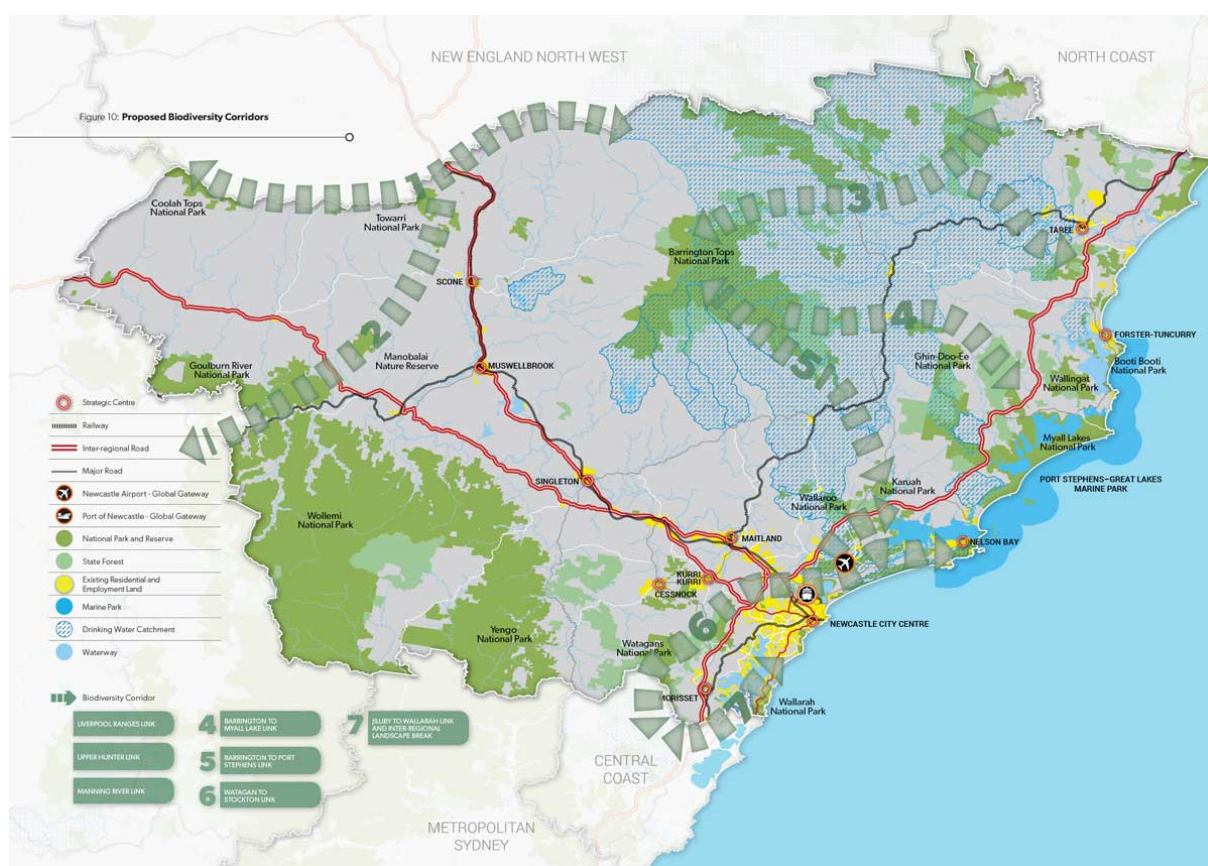 NEW ENGLAND NORTH WEST
NORTH COAST
Figure 10: Proposed Biodiversity Corridors
1
3
Coolah Tops
National Park
Towarri
National Park
TAREE
Barrington Tops
National Park
SCONE
2
4
FORSTER-TUNCURRY
5
Goulburn River
National Park
Manobalai
Nature Reserve
MUSWELLBROOK
Ghin-Doo-Ee
National Park
Booti Booti
National Park
Wallingat
National Park
Strategic Centre
Railway
Inter-regional Road
Major Road
Newcastle Airport - Global Gateway
Port of Newcastle - Global Gateway
National Park and Reserve
State Forest
Existing Residential and
Employment Land
Marine Park
Drinking Water Catchment
Waterway
Myall Lakes
National Park
SINGLETON
PORT STEPHENS–GREAT LAKES
MARINE PARK
Karuah
National Park
Wallaroo
National Park
Wollemi
National Park
MAITLAND
NELSON BAY
KURRI
KURRI
CESSNOCK
NEWCASTLE CITY CENTRE
6
Yengo
National Park
Watagans
National Park
MORISSET
7
Wallarah
National Park
Biodiversity Corridor
LIVERPOOL RANGES LINK
UPPER HUNTER LINK
MANNING RIVER LINK
4 BARRINGTON TO
MYALL LAKE LINK
5 BARRINGTON TO PORT
STEPHENS LINK
6 WATAGAN TO
STOCKTON LINK
7 JILLIBY TO WALLARAH LINK
AND INTER-REGIONAL
LANDSCAPE BREAK
CENTRAL
COAST
METROPOLITAN
SYDNEY